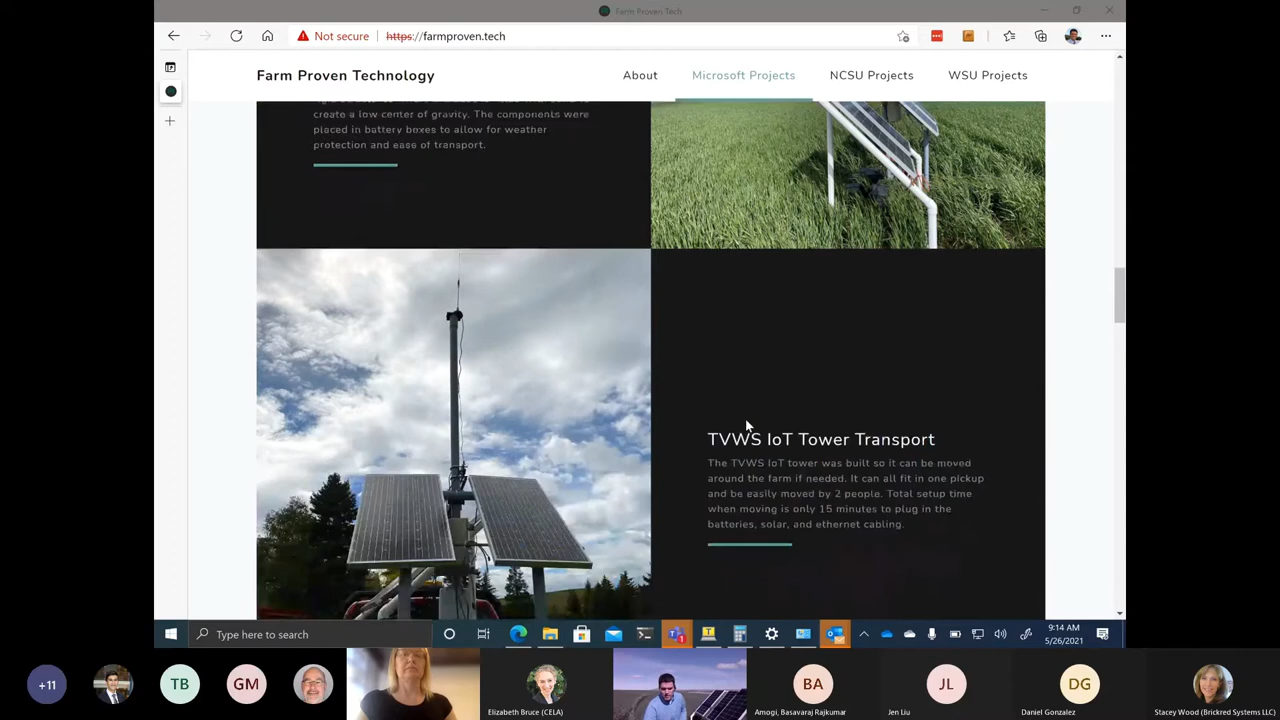 Farm Proven Tech
Not secure
https://farmproven.tech
Farm Proven Technology
About
Microsoft Projects
NCSU Projects
WSU Projects
create a low center of gravity. The components were
placed in battery boxes to allow for weather
protection and ease of transport.
TVWS IoT Tower Transport
The TVWS IoT tower was built so it can be moved
around the farm if needed. It can all fit in one pickup
and be easily moved by 2 people. Total setup time
when moving is only 15 minutes to plug in the
batteries, solar, and ethernet cabling.
Type here to search
9:14 AM
5/26/2021
+11
TB
GM
Elizabeth Bruce (CELA)
BA
Amogi, Basavaraj Rajkumar
JL
Jen Liu
DG
Daniel Gonzalez
Stacey Wood (Brickred Systems LLC)